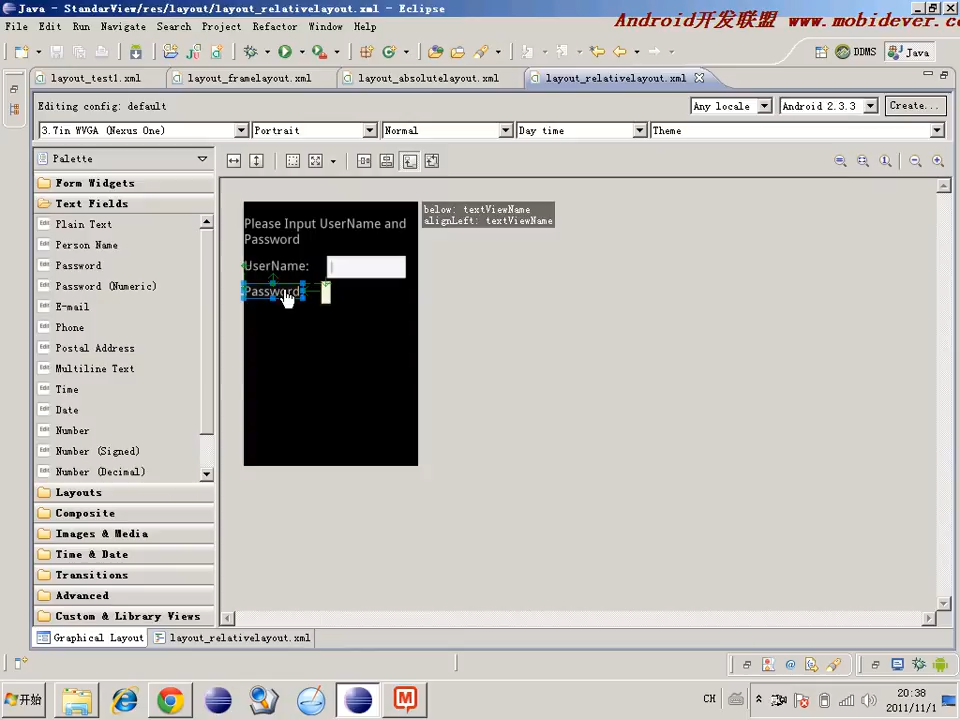 Java - StandarView/res/layout/layout_relativelayout.xml - Eclipse
File Edit Run Navigate Search Project Refactor Window Help
Android开发联盟 www.mobidever.com
DDMS Java
layout_test1.xml layout_framelayout.xml layout_absolutelayout.xml layout_relativelayout.xml
Editing config: default
Any locale Android 2.3.3 Create...
3.7in WVGA (Nexus One) Portrait Normal Day time Theme
Palette
Form Widgets
Text Fields
Plain Text
Person Name
Password
Password (Numeric)
E-mail
Phone
Postal Address
Multiline Text
Time
Date
Number
Number (Signed)
Number (Decimal)
Layouts
Composite
Images & Media
Time & Date
Transitions
Advanced
Custom & Library Views
Please Input UserName and
Password
UserName:
Password:
below: textViewName
alignLeft: textViewName
Graphical Layout layout_relativelayout.xml
开始
CH
20:38
2011/11/1